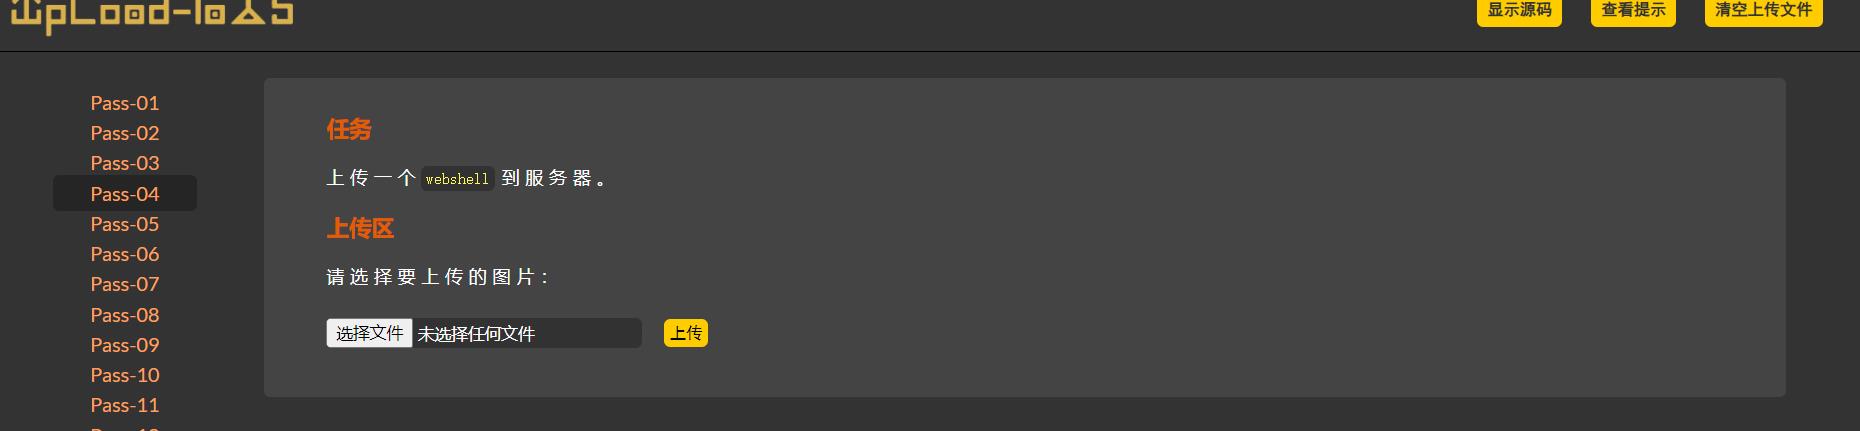 UpLoad-labs
显示源码 查看提示 清空上传文件
Pass-01
Pass-02
Pass-03
Pass-04
Pass-05
Pass-06
Pass-07
Pass-08
Pass-09
Pass-10
Pass-11
任务
上传一个 webshell 到服务器。
上传区
请选择要上传的图片：
选择文件 未选择任何文件 上传